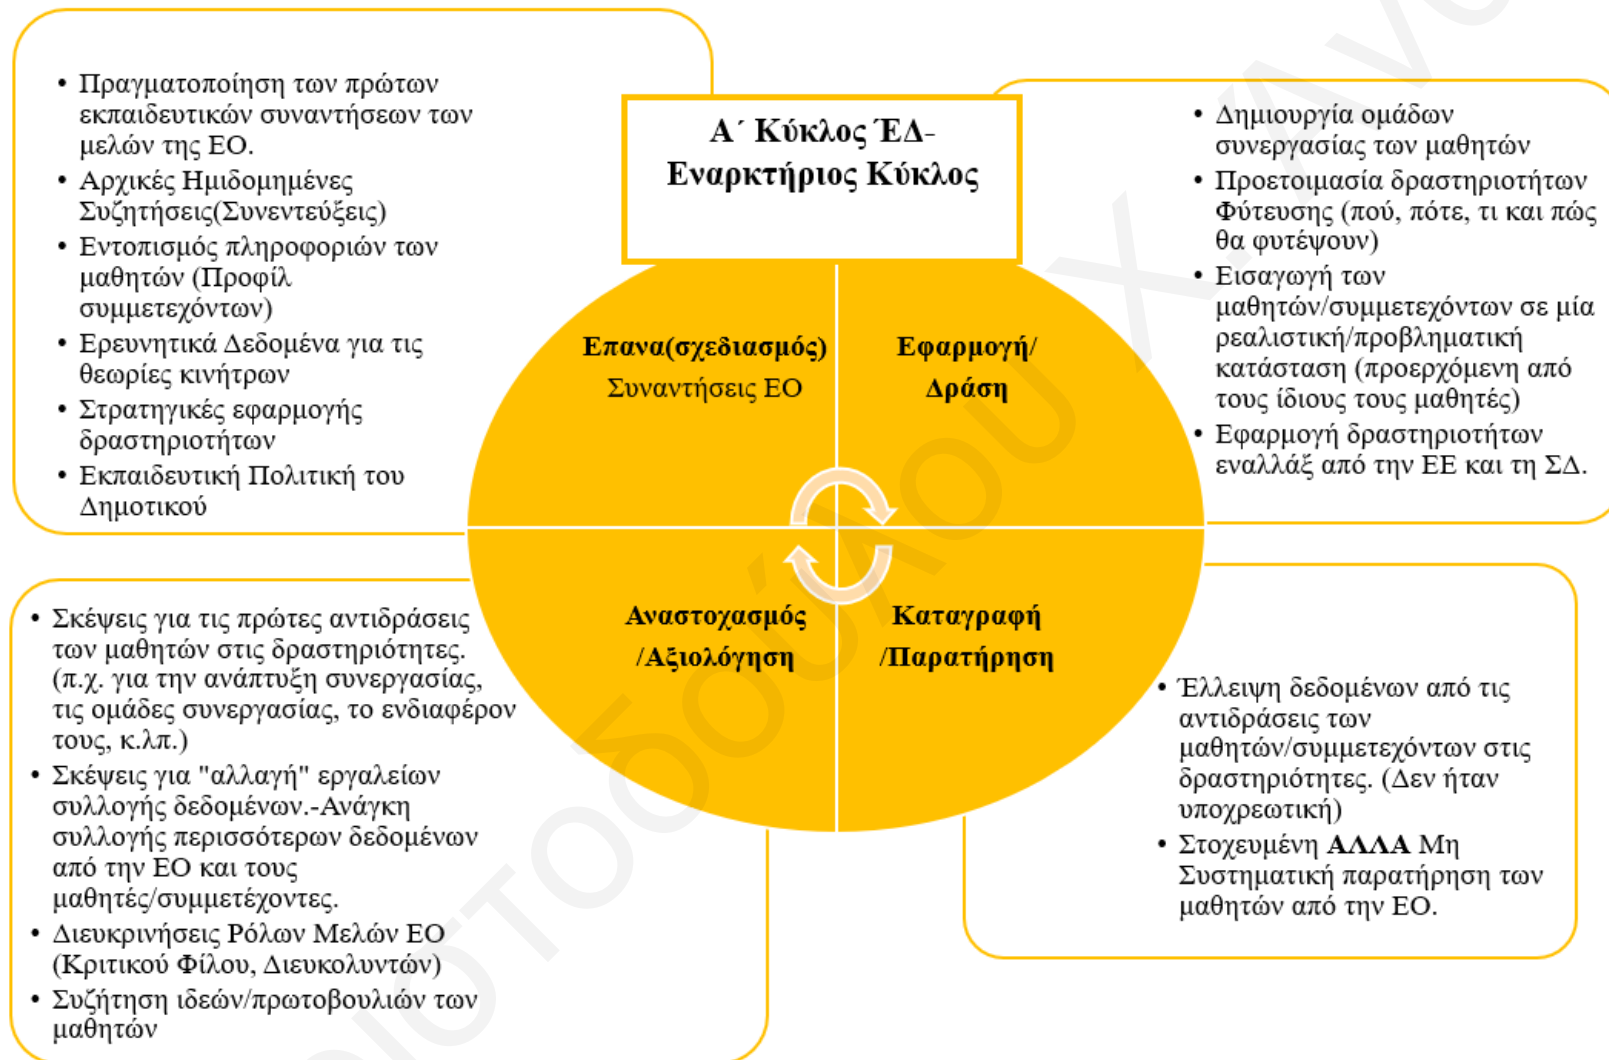 • Πραγματοποίηση των πρώτων
εκπαιδευτικών συναντήσεων των
μελών της ΕΟ.
• Αρχικές Ημιδομημένες
Συζητήσεις(Συνεντεύξεις)
• Εντοπισμός πληροφοριών των
μαθητών (Προφίλ
συμμετεχόντων)
• Ερευνητικά Δεδομένα για τις
θεωρίες κινήτρων
• Στρατηγικές εφαρμογής
δραστηριοτήτων
• Εκπαιδευτική Πολιτική του
Δημοτικού
Α΄ Κύκλος ΈΔ-
Εναρκτήριος Κύκλος
• Δημιουργία ομάδων
συνεργασίας των μαθητών
• Προετοιμασία δραστηριοτήτων
Φύτευσης (πού, πότε, τι και πώς
θα φυτέψουν)
• Εισαγωγή των
μαθητών/συμμετεχόντων σε μία
ρεαλιστική/προβληματική
κατάσταση (προερχόμενη από
τους ίδιους τους μαθητές)
• Εφαρμογή δραστηριοτήτων
εναλλάξ από την ΕΕ και τη ΣΔ.
Επανα(σχεδιασμός)
Συναντήσεις ΕΟ
Εφαρμογή/
Δράση
Αναστοχασμός
/Αξιολόγηση
Καταγραφή
/Παρατήρηση
• Σκέψεις για τις πρώτες αντιδράσεις
των μαθητών στις δραστηριότητες.
(π.χ. για την ανάπτυξη συνεργασίας,
τις ομάδες συνεργασίας, το ενδιαφέρον
τους, κ.λπ.)
• Σκέψεις για "αλλαγή" εργαλείων
συλλογής δεδομένων.-Ανάγκη
συλλογής περισσότερων δεδομένων
από την ΕΟ και τους
μαθητές/συμμετέχοντες.
• Διευκρινήσεις Ρόλων Μελών ΕΟ
(Κριτικού Φίλου, Διευκολυντών)
• Συζήτηση ιδεών/πρωτοβουλιών των
μαθητών
• Έλλειψη δεδομένων από τις
αντιδράσεις των
μαθητών/συμμετεχόντων στις
δραστηριότητες. (Δεν ήταν
υποχρεωτική)
• Στοχευμένη ΑΛΛΑ Μη
Συστηματική παρατήρηση των
μαθητών από την ΕΟ.